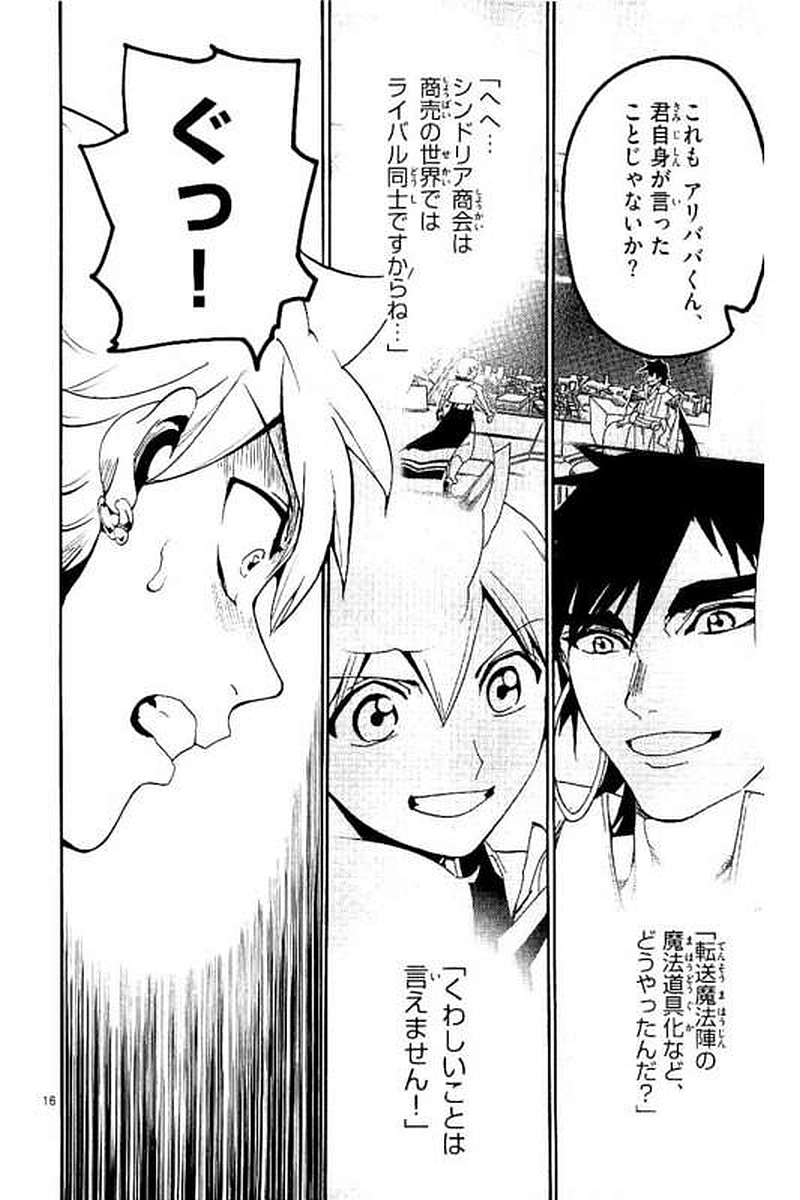 これも アリババくん、
君自身が言った
ことじゃないか?
「転送魔法陣の
魔法道具化など、
どうやったんだ?」
「へへ…
シンドリア商会は
商売の世界では
ライバル同士ですからね…」
「くわしいことは
言えません!」
ぐっ!
16